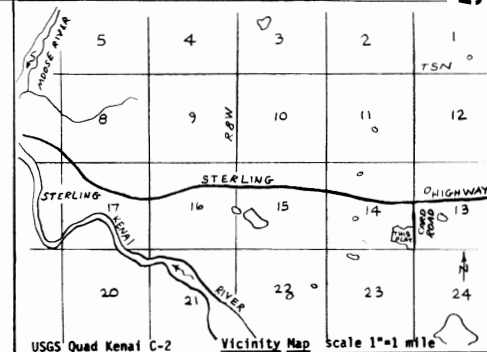 5 4 3 2 1
MOOSE RIVER
T5N
8 9 10 11 12
R8W
STERLING HIGHWAY
STERLING
17 16 15 14 13
KENAI RIVER
THIS PLAT
CARD ROAD
N
20 21 22 23 24
USGS Quad Kenai C-2 Vicinity Map scale 1"=1 mile